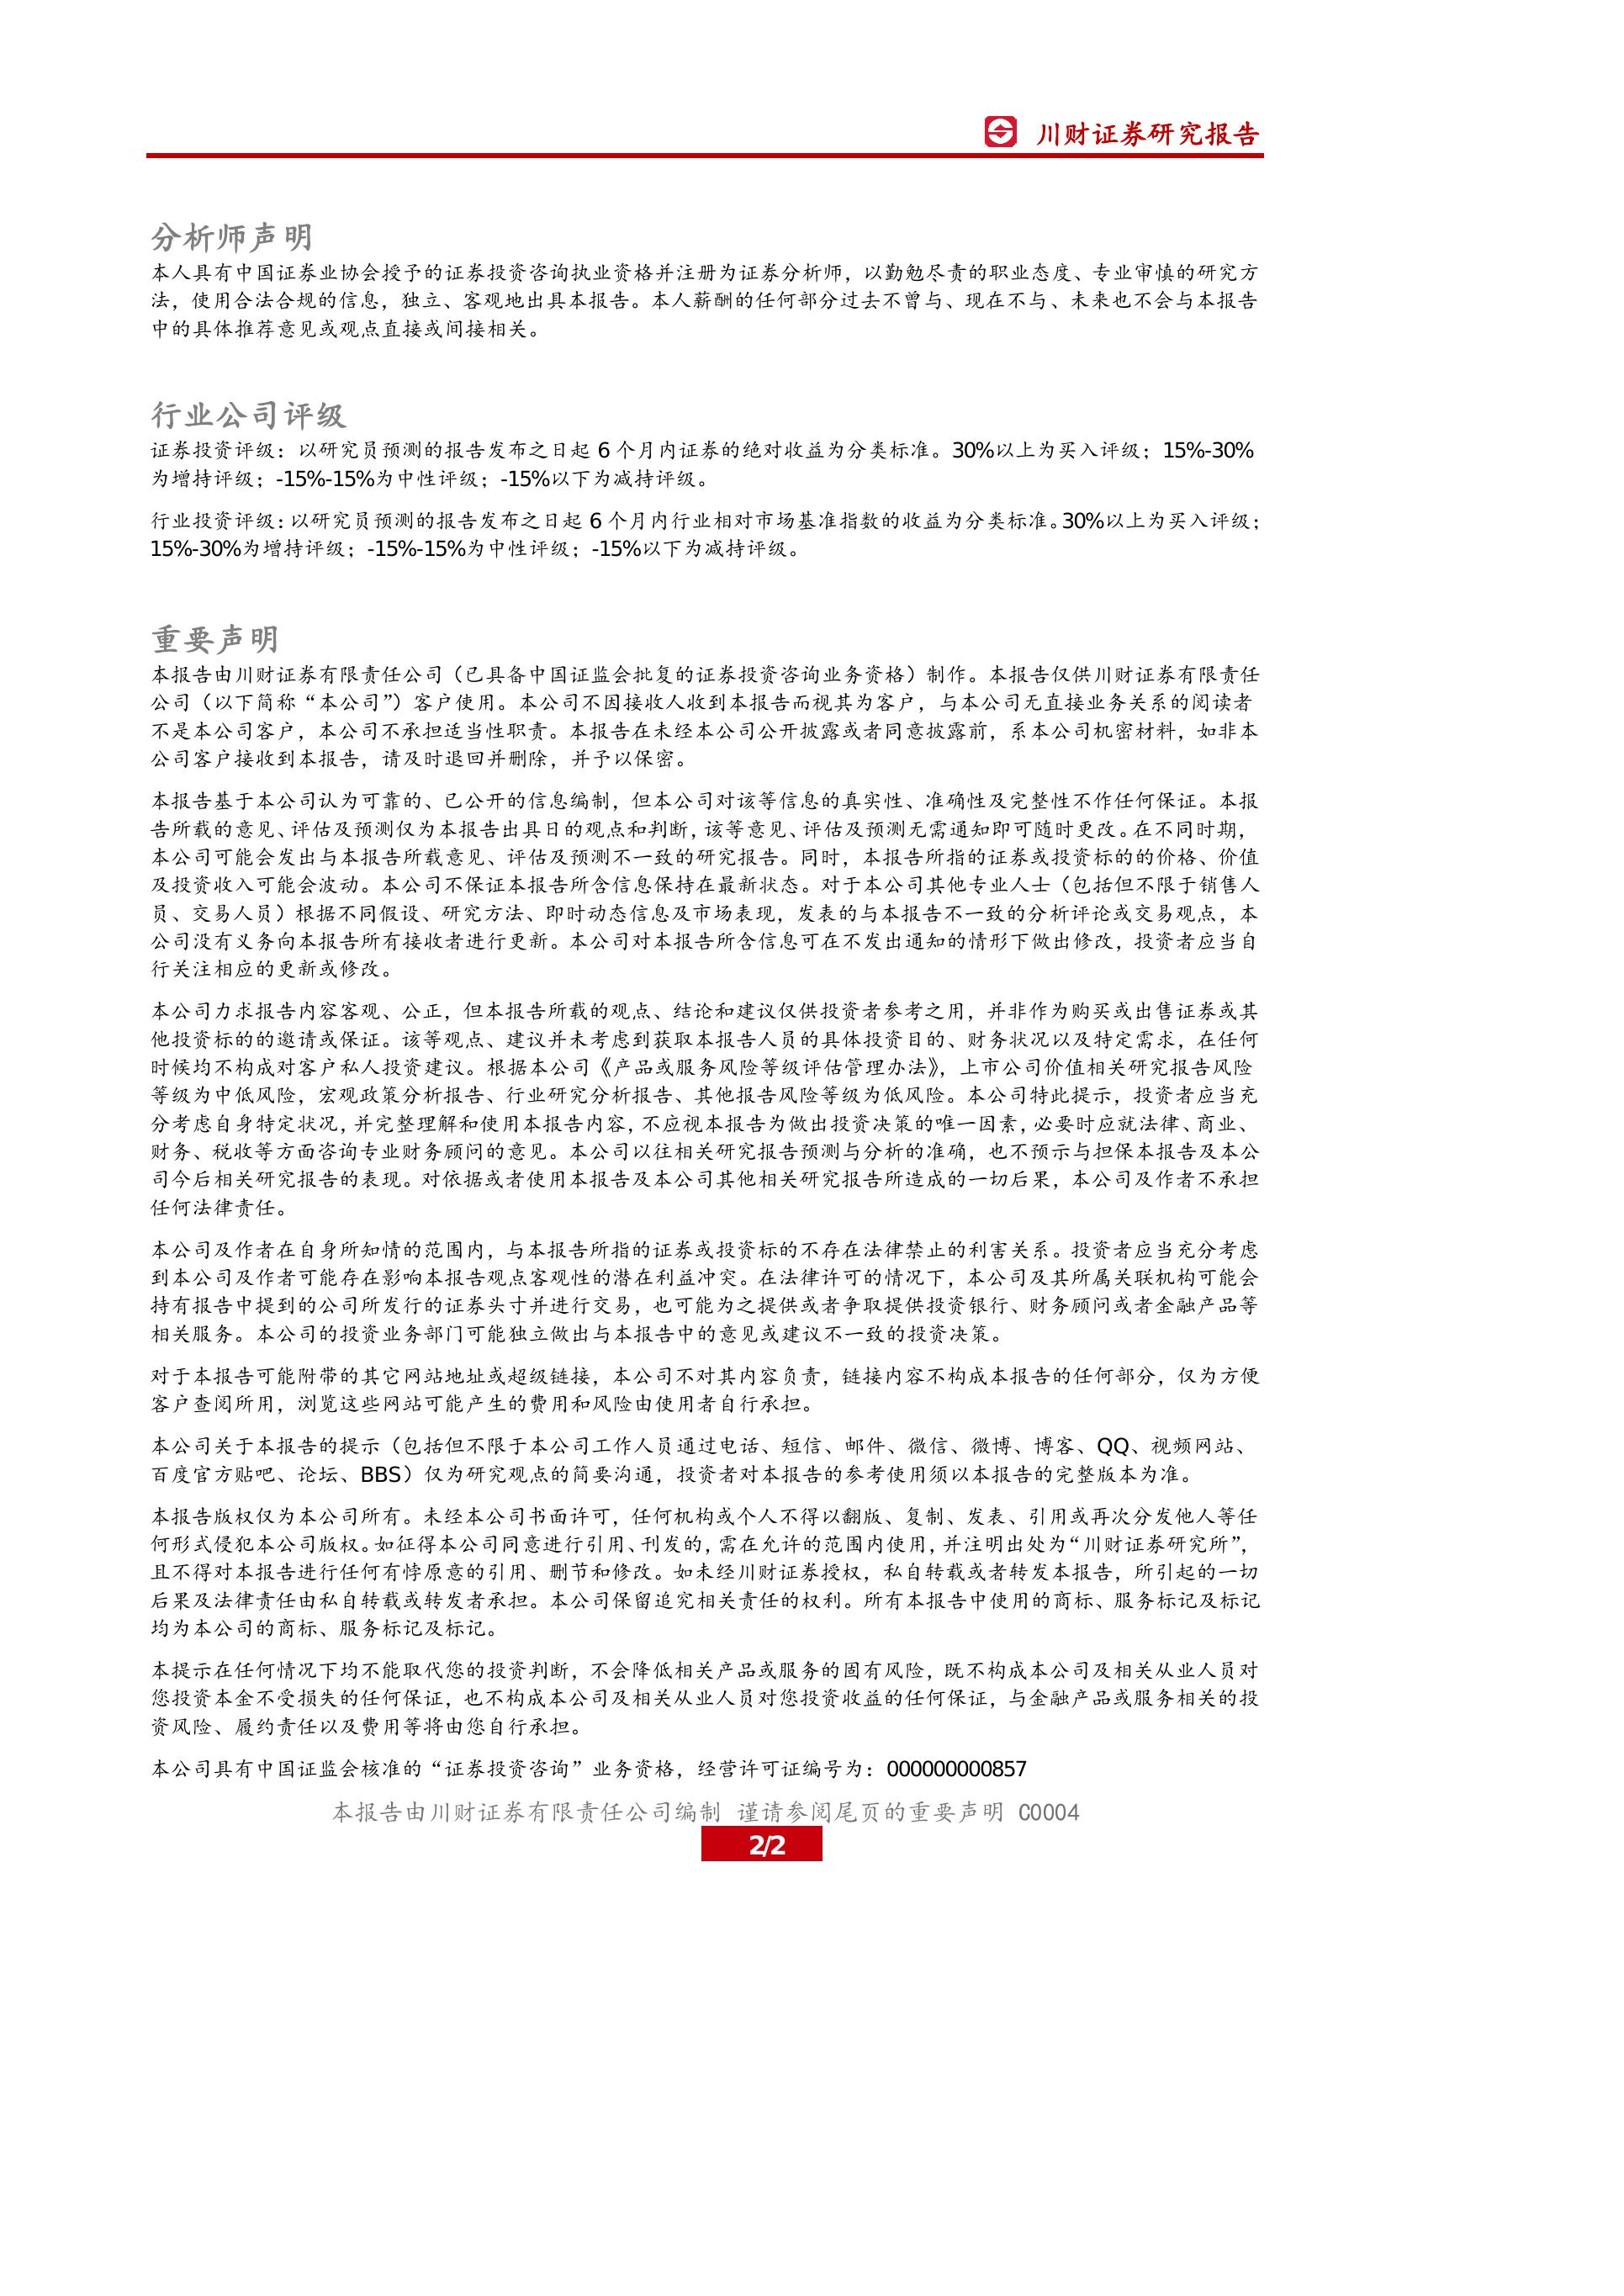 川财证券研究报告
分析师声明
本人具有中国证券业协会授予的证券投资咨询执业资格并注册为证券分析师，以勤勉尽责的职业态度、专业审慎的研究方
法，使用合法合规的信息，独立、客观地出具本报告。本人薪酬的任何部分过去不曾与、现在不与、未来也不会与本报告
中的具体推荐意见或观点直接或间接相关。
行业公司评级
证券投资评级：以研究员预测的报告发布之日起 6 个月内证券的绝对收益为分类标准。30%以上为买入评级；15%-30%
为增持评级；-15%-15%为中性评级；-15%以下为减持评级。
行业投资评级：以研究员预测的报告发布之日起 6 个月内行业相对市场基准指数的收益为分类标准。30%以上为买入评级；
15%-30%为增持评级；-15%-15%为中性评级；-15%以下为减持评级。
重要声明
本报告由川财证券有限责任公司（已具备中国证监会批复的证券投资咨询业务资格）制作。本报告仅供川财证券有限责任
公司（以下简称“本公司”）客户使用。本公司不因接收人收到本报告而视其为客户，与本公司无直接业务关系的阅读者
不是本公司客户，本公司不承担适当性职责。本报告在未经本公司公开披露或者同意披露前，系本公司机密材料，如非本
公司客户接收到本报告，请及时退回并删除，并予以保密。
本报告基于本公司认为可靠的、已公开的信息编制，但本公司对该等信息的真实性、准确性及完整性不作任何保证。本报
告所载的意见、评估及预测仅为本报告出具日的观点和判断，该等意见、评估及预测无需通知即可随时更改。在不同时期，
本公司可能会发出与本报告所载意见、评估及预测不一致的研究报告。同时，本报告所指的证券或投资标的的价格、价值
及投资收入可能会波动。本公司不保证本报告所含信息保持在最新状态。对于本公司其他专业人士（包括但不限于销售人
员、交易人员）根据不同假设、研究方法、即时动态信息及市场表现，发表的与本报告不一致的分析评论或交易观点，本
公司没有义务向本报告所有接收者进行更新。本公司对本报告所含信息可在不发出通知的情形下做出修改，投资者应当自
行关注相应的更新或修改。
本公司力求报告内容客观、公正，但本报告所载的观点、结论和建议仅供投资者参考之用，并非作为购买或出售证券或其
他投资标的的邀请或保证。该等观点、建议并未考虑到获取本报告人员的具体投资目的、财务状况以及特定需求，在任何
时候均不构成对客户私人投资建议。根据本公司《产品或服务风险等级评估管理办法》，上市公司价值相关研究报告风险
等级为中低风险，宏观政策分析报告、行业研究分析报告、其他报告风险等级为低风险。本公司特此提示，投资者应当充
分考虑自身特定状况，并完整理解和使用本报告内容，不应视本报告为做出投资决策的唯一因素，必要时应就法律、商业、
财务、税收等方面咨询专业财务顾问的意见。本公司以往相关研究报告预测与分析的准确，也不预示与担保本报告及本公
司今后相关研究报告的表现。对依据或者使用本报告及本公司其他相关研究报告所造成的一切后果，本公司及作者不承担
任何法律责任。
本公司及作者在自身所知情的范围内，与本报告所指的证券或投资标的不存在法律禁止的利害关系。投资者应当充分考虑
到本公司及作者可能存在影响本报告观点客观性的潜在利益冲突。在法律许可的情况下，本公司及其所属关联机构可能会
持有报告中提到的公司所发行的证券头寸并进行交易，也可能为之提供或者争取提供投资银行、财务顾问或者金融产品等
相关服务。本公司的投资业务部门可能独立做出与本报告中的意见或建议不一致的投资决策。
对于本报告可能附带的其它网站地址或超级链接，本公司不对其内容负责，链接内容不构成本报告的任何部分，仅为方便
客户查阅所用，浏览这些网站可能产生的费用和风险由使用者自行承担。
本公司关于本报告的提示（包括但不限于本公司工作人员通过电话、短信、邮件、微信、微博、博客、QQ、视频网站、
百度官方贴吧、论坛、BBS）仅为研究观点的简要沟通，投资者对本报告的参考使用须以本报告的完整版本为准。
本报告版权仅为本公司所有。未经本公司书面许可，任何机构或个人不得以翻版、复制、发表、引用或再次分发他人等任
何形式侵犯本公司版权。如征得本公司同意进行引用、刊发的，需在允许的范围内使用，并注明出处为“川财证券研究所”，
且不得对本报告进行任何有悖原意的引用、删节和修改。如未经川财证券授权，私自转载或者转发本报告，所引起的一切
后果及法律责任由私自转载或转发者承担。本公司保留追究相关责任的权利。所有本报告中使用的商标、服务标记及标记
均为本公司的商标、服务标记及标记。
本提示在任何情况下均不能取代您的投资判断，不会降低相关产品或服务的固有风险，既不构成本公司及相关从业人员对
您投资本金不受损失的任何保证，也不构成本公司及相关从业人员对您投资收益的任何保证，与金融产品或服务相关的投
资风险、履约责任以及费用等将由您自行承担。
本公司具有中国证监会核准的“证券投资咨询”业务资格，经营许可证编号为：000000000857
本报告由川财证券有限责任公司编制 谨请参阅尾页的重要声明 C0004
2/2